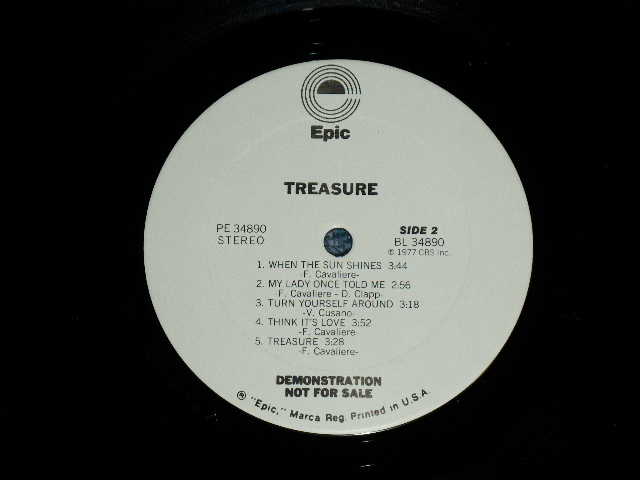 Epic
TREASURE
PE 34890
STEREO
SIDE 2
BL 34890
℗ 1977 CBS Inc.
1. WHEN THE SUN SHINES 3:44
-F. Cavaliere-
2. MY LADY ONCE TOLD ME 2:56
-F. Cavaliere - D. Clapp-
3. TURN YOURSELF AROUND 3:18
-V. Cusano-
4. THINK IT'S LOVE 3:52
-F. Cavaliere-
5. TREASURE 3:28
-F. Cavaliere-
DEMONSTRATION
NOT FOR SALE
® "Epic," Marca Reg. Printed in U.S.A.